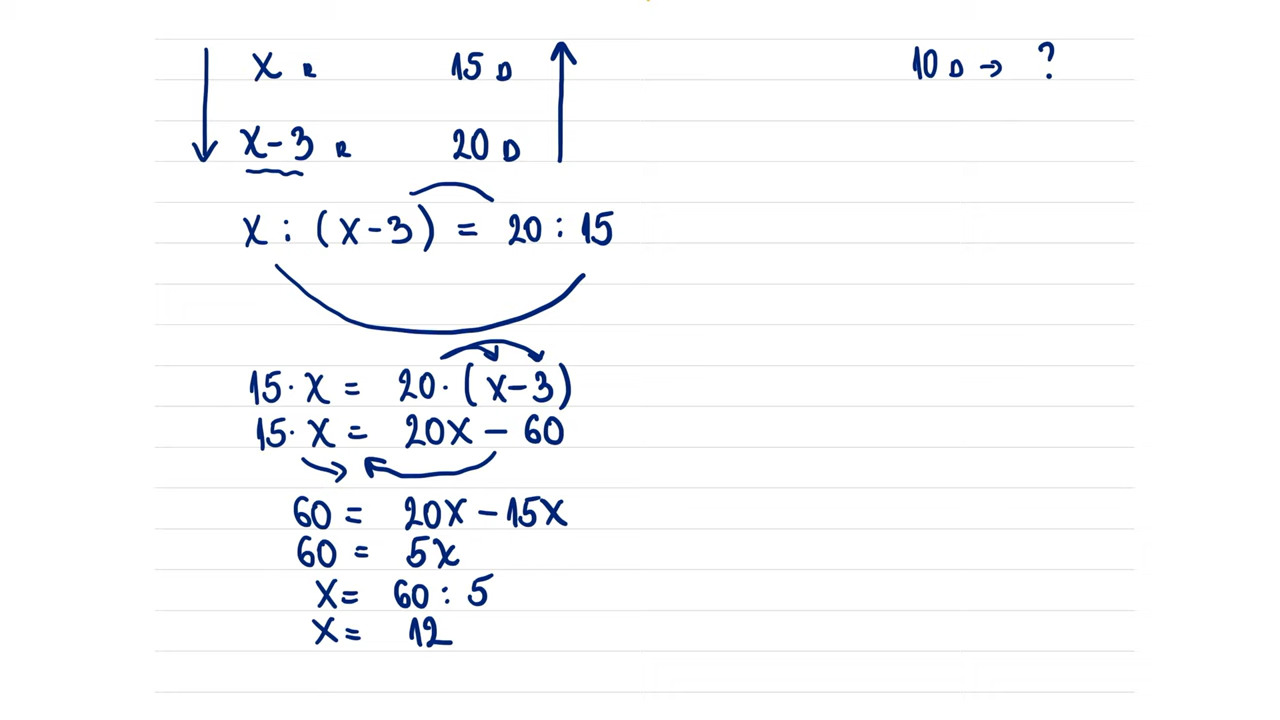 x R 15 D 10 D → ?
x-3 R 20 D
x : (x-3) = 20 : 15
15· x = 20· (x-3)
15· x = 20x - 60
60 = 20x - 15x
60 = 5x
x = 60 : 5
x = 12